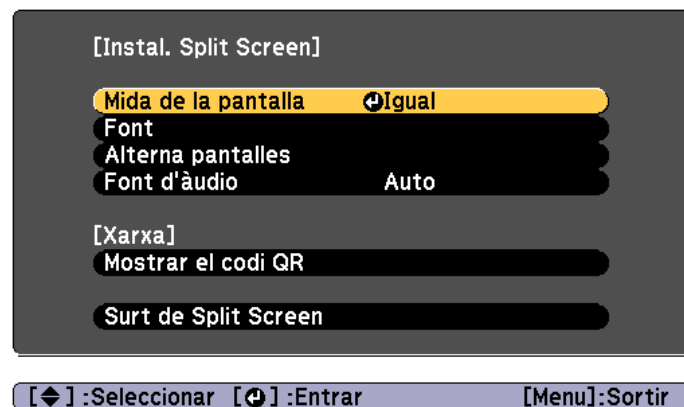 [Instal. Split Screen]
Mida de la pantalla Igual
Font
Alterna pantalles
Font d'àudio Auto
[Xarxa]
Mostrar el codi QR
Surt de Split Screen
[ ] :Seleccionar [ ] :Entrar [Menu]:Sortir